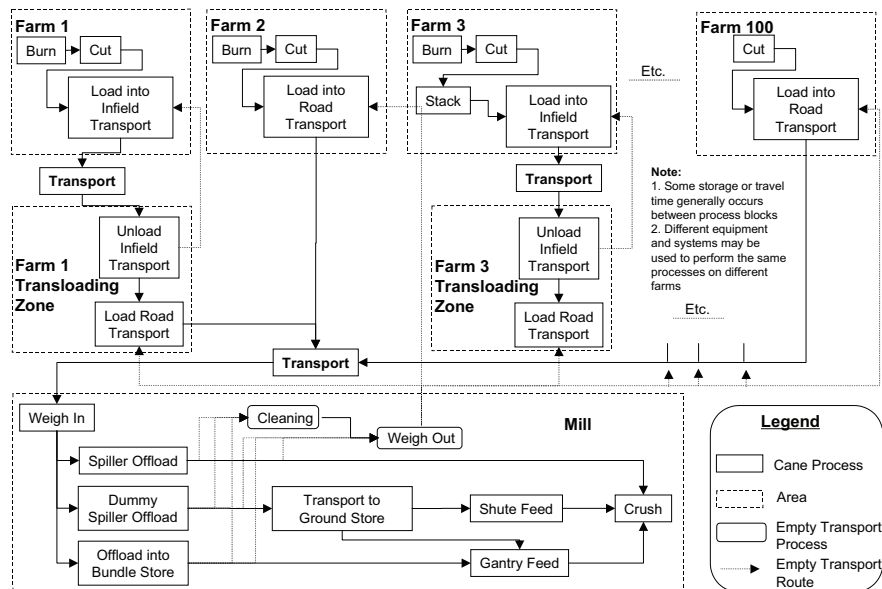 Farm 1
Burn
Cut
Load into
Infield
Transport
Transport
Unload
Infield
Transport
Farm 1
Transloading
Zone
Load Road
Transport
Farm 2
Burn
Cut
Load into
Road
Transport
Farm 3
Burn
Cut
Stack
Load into
Infield
Transport
Transport
Unload
Infield
Transport
Farm 3
Transloading
Zone
Load Road
Transport
Etc.
Farm 100
Cut
Load into
Road
Transport
Note:
1. Some storage or travel
time generally occurs
between process blocks
2. Different equipment
and systems may be
used to perform the same
processes on different
farms
Etc.
Transport
Mill
Weigh In
Cleaning
Weigh Out
Spiller Offload
Dummy
Spiller Offload
Transport to
Ground Store
Shute Feed
Crush
Offload into
Bundle Store
Gantry Feed
Legend
Cane Process
Area
Empty Transport
Process
Empty Transport
Route